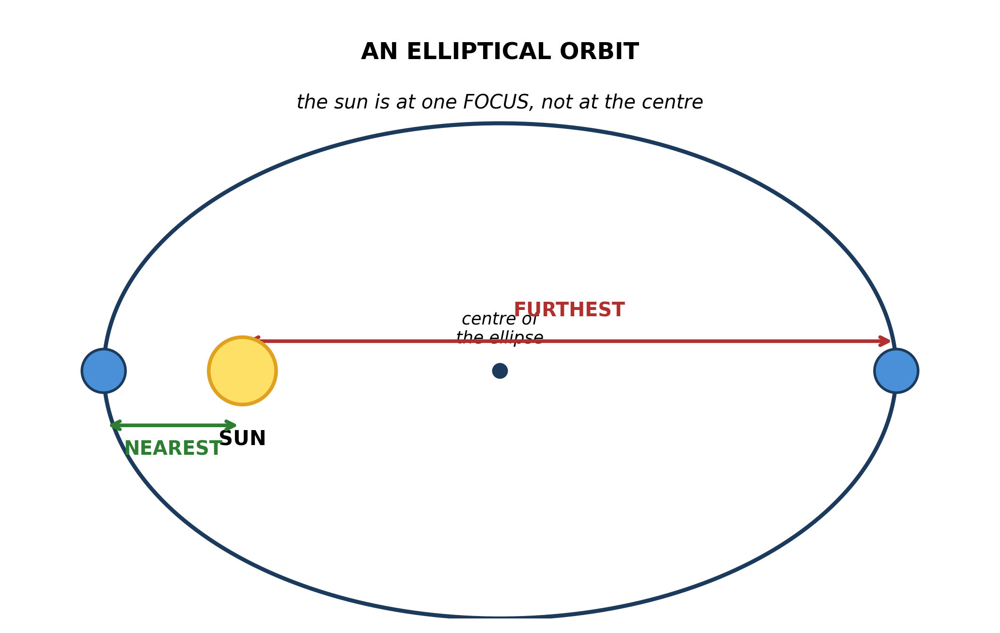 AN ELLIPTICAL ORBIT
the sun is at one FOCUS, not at the centre
FURTHEST
centre of
the ellipse
SUN
NEAREST